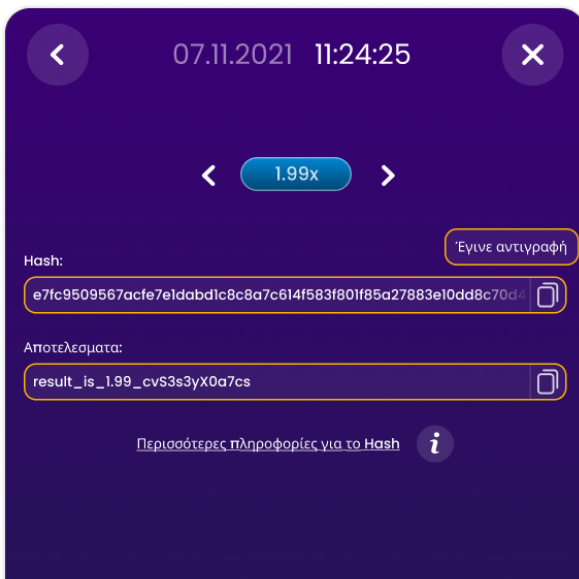 07.11.2021 11:24:25
1.99x
Έγινε αντιγραφή
Hash:
e7fc9509567acfe7e1dabd1c8c8a7c614f583f801f85a27883e10dd8c70d4
Αποτελεσματα:
result_is_1.99_cvS3s3yX0a7cs
Περισσότερες πληροφορίες για το Hash
i